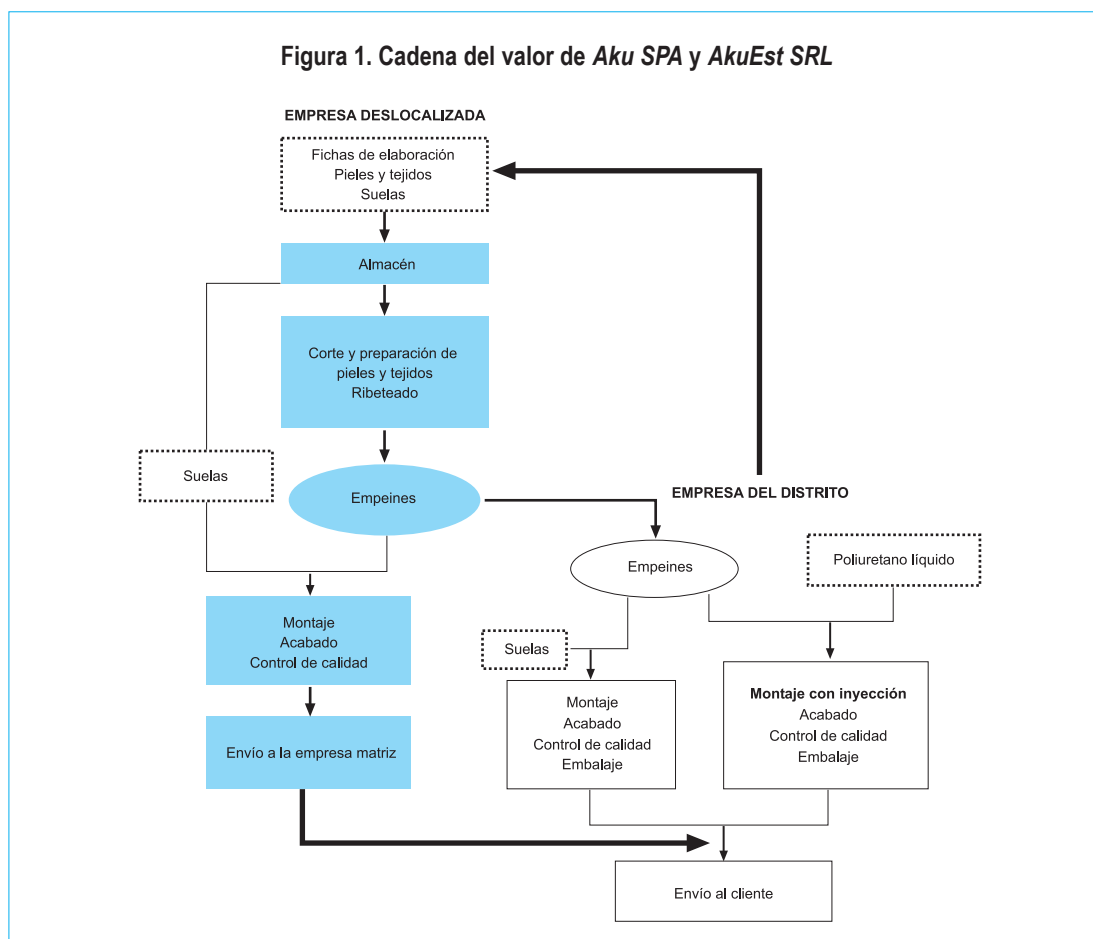 Figura 1. Cadena del valor de Aku SPA y AkuEst SRL
EMPRESA DESLOCALIZADA
Fichas de elaboración
Pieles y tejidos
Suelas
Almacén
Corte y preparación de
pieles y tejidos
Ribeteado
Suelas
Empeines
EMPRESA DEL DISTRITO
Empeines
Poliuretano líquido
Montaje
Acabado
Control de calidad
Suelas
Montaje
Acabado
Control de calidad
Embalaje
Montaje con inyección
Acabado
Control de calidad
Embalaje
Envío a la empresa matriz
Envío al cliente